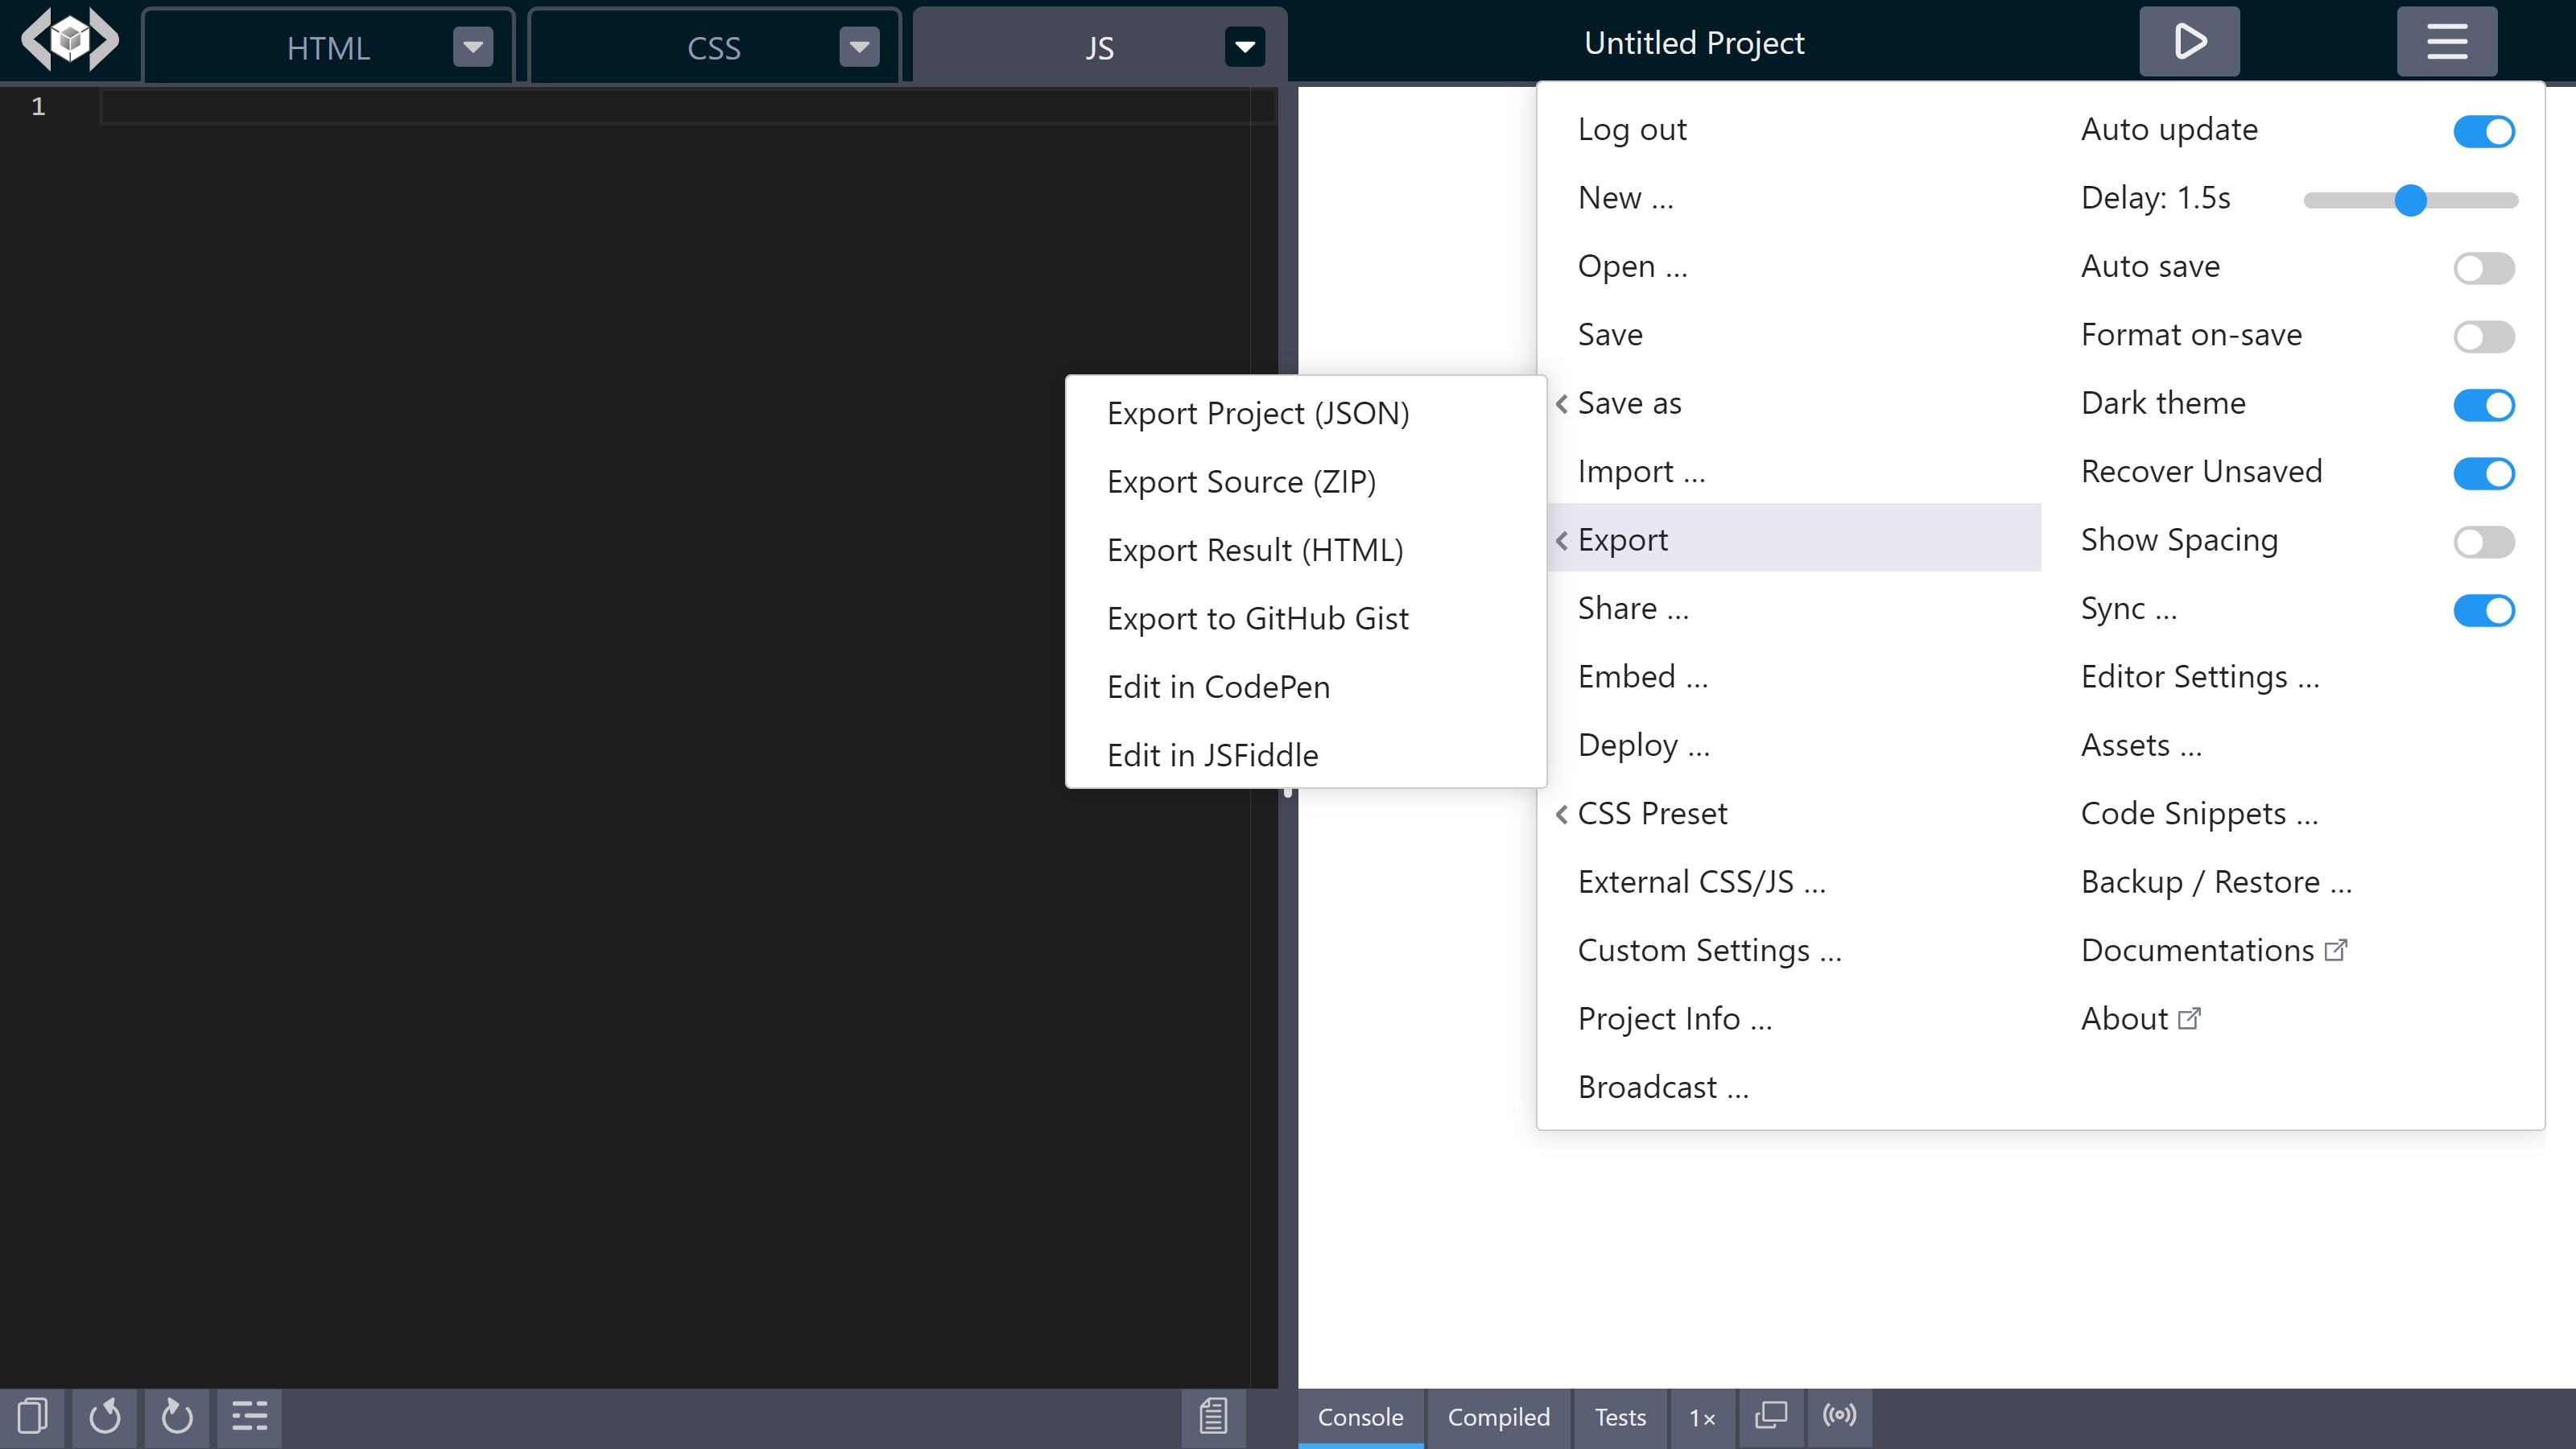 HTML
CSS
JS
Untitled Project
1
Log out
New ...
Open ...
Save
Save as
Import ...
Export
Share ...
Embed ...
Deploy ...
CSS Preset
External CSS/JS ...
Custom Settings ...
Project Info ...
Broadcast ...
Auto update
Delay: 1.5s
Auto save
Format on-save
Dark theme
Recover Unsaved
Show Spacing
Sync ...
Editor Settings ...
Assets ...
Code Snippets ...
Backup / Restore ...
Documentations
About
Export Project (JSON)
Export Source (ZIP)
Export Result (HTML)
Export to GitHub Gist
Edit in CodePen
Edit in JSFiddle
Console
Compiled
Tests
1×